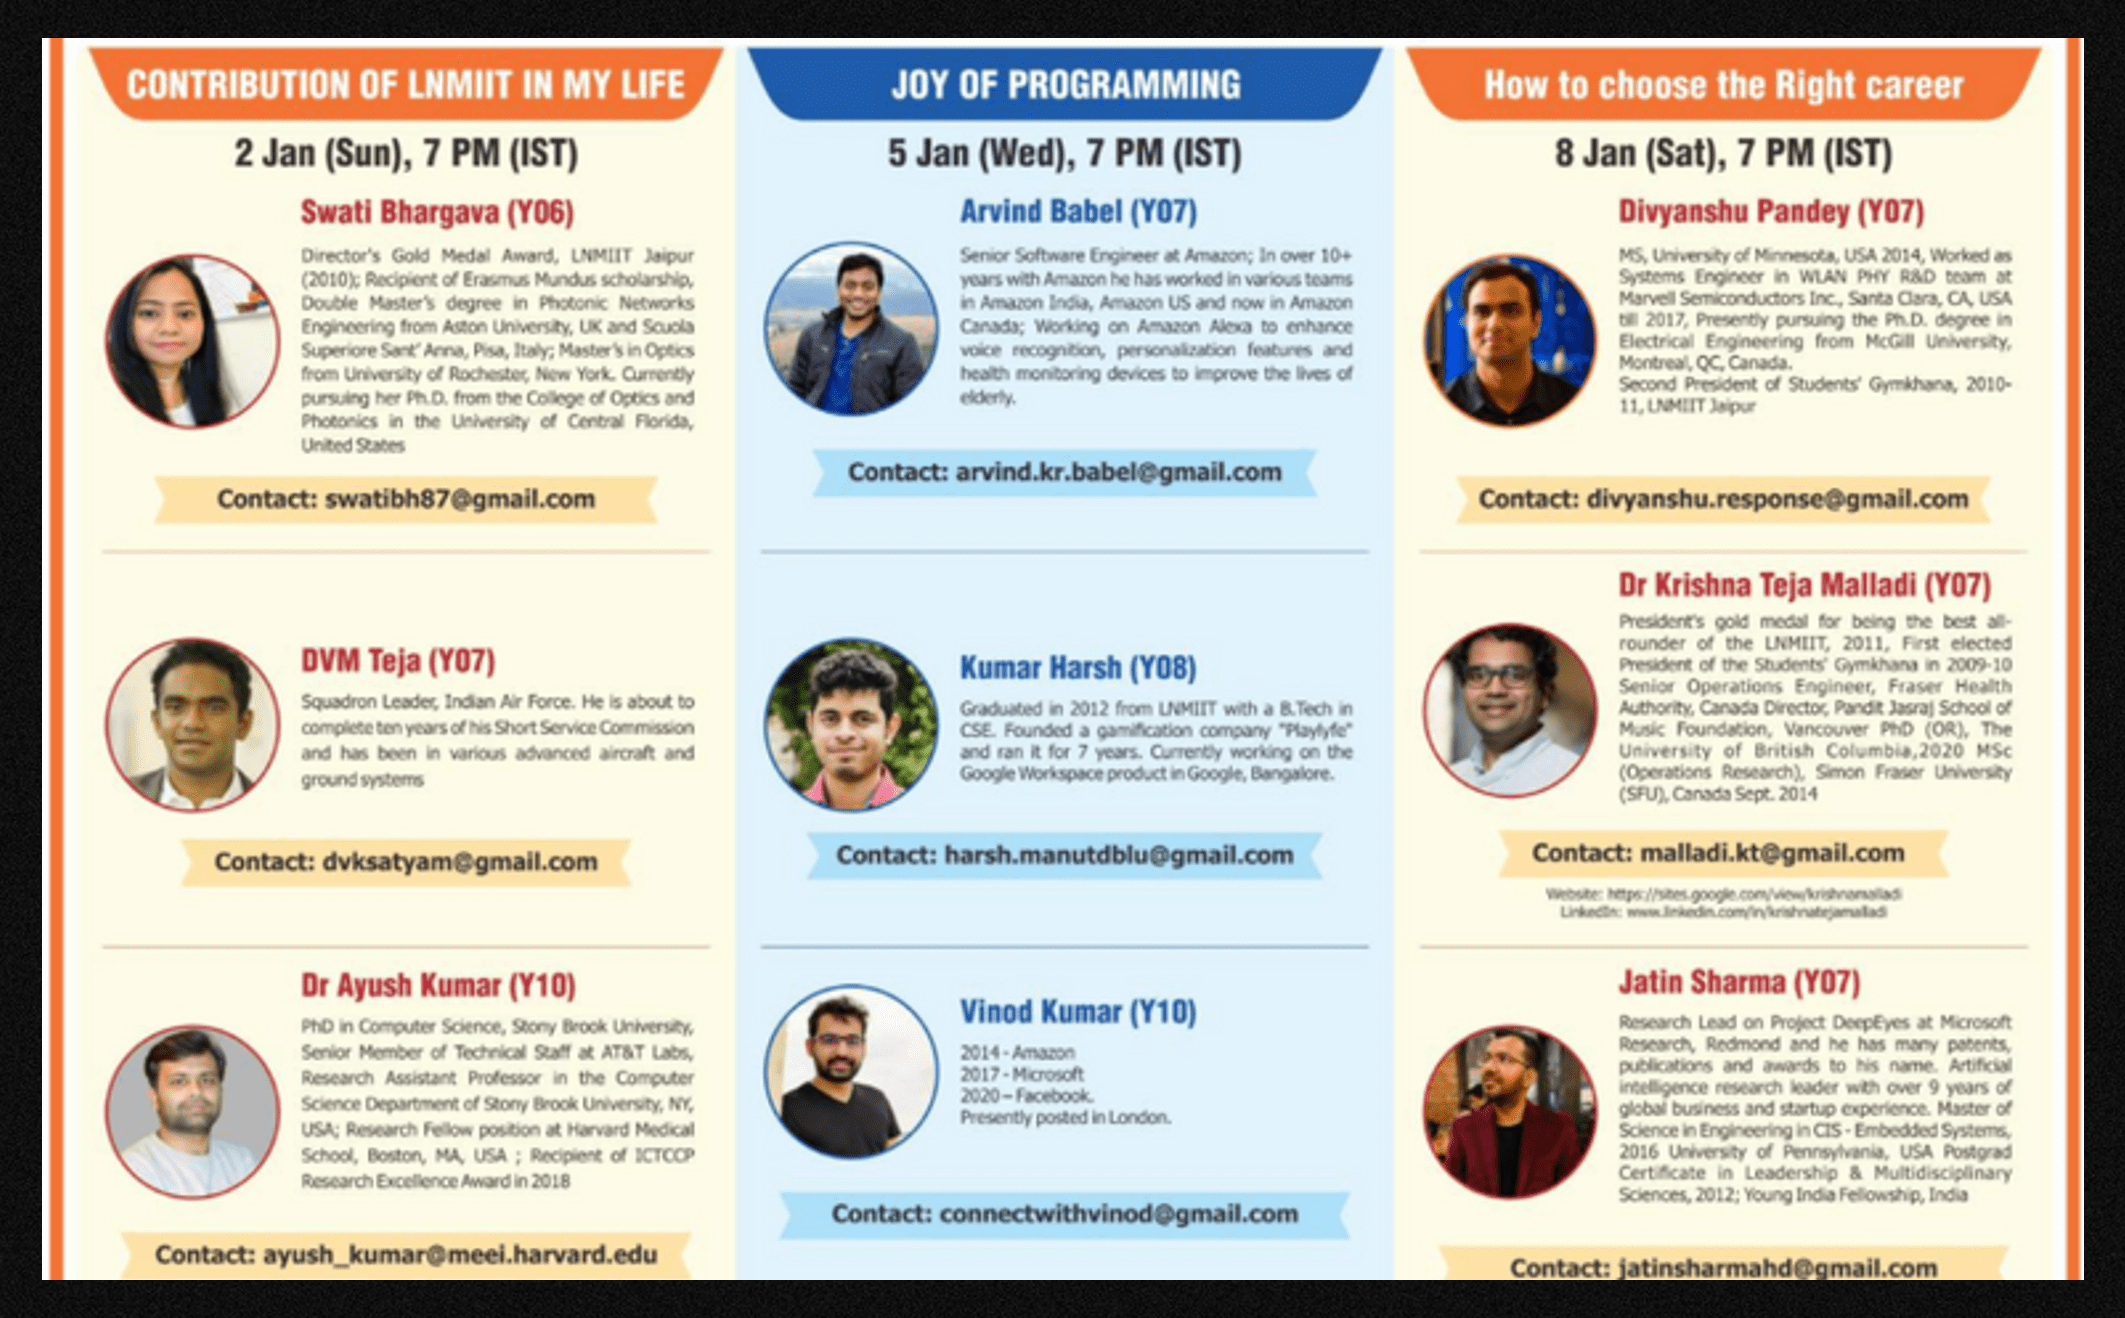 CONTRIBUTION OF LNMIIT IN MY LIFE
2 Jan (Sun), 7 PM (IST)
Swati Bhargava (Y06)
Director's Gold Medal Award, LNMIIT Jaipur
(2010); Recipient of Erasmus Mundus scholarship,
Double Master's degree in Photonic Networks
Engineering from Aston University, UK and Scuola
Superiore Sant' Anna, Pisa, Italy; Master's in Optics
from University of Rochester, New York. Currently
pursuing her Ph.D. from the College of Optics and
Photonics in the University of Central Florida,
United States
Contact: swatibh87@gmail.com
DVM Teja (Y07)
Squadron Leader, Indian Air Force. He is about to
complete ten years of his Short Service Commission
and has been in various advanced aircraft and
ground systems
Contact: dvksatyam@gmail.com
Dr Ayush Kumar (Y10)
PhD in Computer Science, Stony Brook University,
Senior Member of Technical Staff at AT&T Labs,
Research Assistant Professor in the Computer
Science Department of Stony Brook University, NY,
USA; Research Fellow position at Harvard Medical
School, Boston, MA, USA ; Recipient of ICTCCP
Research Excellence Award in 2018
Contact: ayush_kumar@meei.harvard.edu
JOY OF PROGRAMMING
5 Jan (Wed), 7 PM (IST)
Arvind Babel (Y07)
Senior Software Engineer at Amazon; In over 10+
years with Amazon he has worked in various teams
in Amazon India, Amazon US and now in Amazon
Canada; Working on Amazon Alexa to enhance
voice recognition, personalization features and
health monitoring devices to improve the lives of
elderly.
Contact: arvind.kr.babel@gmail.com
Kumar Harsh (Y08)
Graduated in 2012 from LNMIIT with a B.Tech in
CSE. Founded a gamification company "Playlyfe"
and ran it for 7 years. Currently working on the
Google Workspace product in Google, Bangalore.
Contact: harsh.manutdblu@gmail.com
Vinod Kumar (Y10)
2014 - Amazon
2017 - Microsoft
2020 – Facebook.
Presently posted in London.
Contact: connectwithvinod@gmail.com
How to choose the Right career
8 Jan (Sat), 7 PM (IST)
Divyanshu Pandey (Y07)
MS, University of Minnesota, USA 2014, Worked as
Systems Engineer in WLAN PHY R&D team at
Marvell Semiconductors Inc., Santa Clara, CA, USA
till 2017, Presently pursuing the Ph.D. degree in
Electrical Engineering from McGill University,
Montreal, QC, Canada.
Second President of Students' Gymkhana, 2010-
11, LNMIIT Jaipur
Contact: divyanshu.response@gmail.com
Dr Krishna Teja Malladi (Y07)
President's gold medal for being the best all-
rounder of the LNMIIT, 2011, First elected
President of the Students' Gymkhana in 2009-10
Senior Operations Engineer, Fraser Health
Authority, Canada Director, Pandit Jasraj School of
Music Foundation, Vancouver PhD (OR), The
University of British Columbia,2020 MSc
(Operations Research), Simon Fraser University
(SFU), Canada Sept. 2014
Contact: malladi.kt@gmail.com
Website: https://sites.google.com/view/krishnamalladi
LinkedIn: www.linkedin.com/in/krishnatejamalladi
Jatin Sharma (Y07)
Research Lead on Project DeepEyes at Microsoft
Research, Redmond and he has many patents,
publications and awards to his name. Artificial
intelligence research leader with over 9 years of
global business and startup experience. Master of
Science in Engineering in CIS - Embedded Systems,
2016 University of Pennsylvania, USA Postgrad
Certificate in Leadership & Multidisciplinary
Sciences, 2012; Young India Fellowship, India
Contact: jatinsharmahd@gmail.com